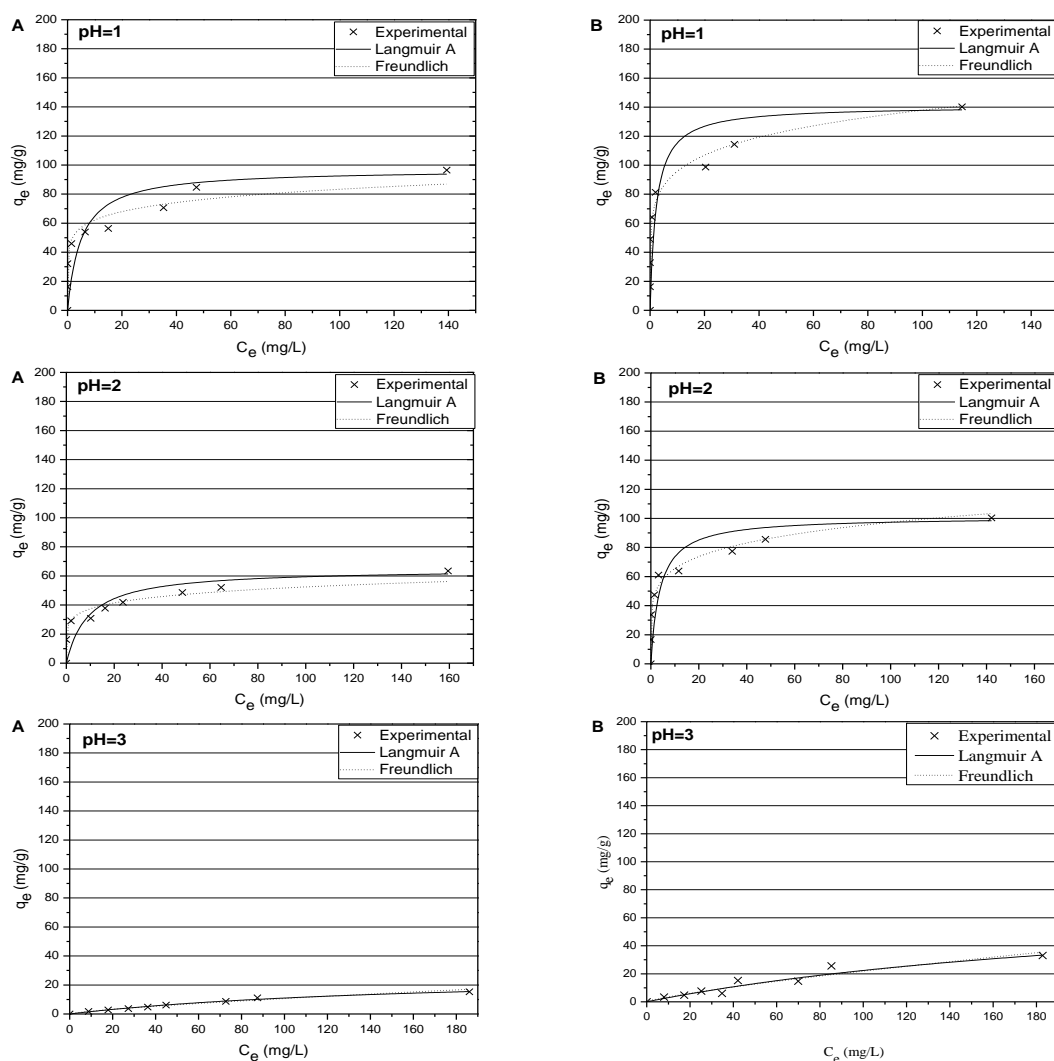 A
pH=1
Experimental
Langmuir A
Freundlich
200
180
160
140
120
100
80
60
40
20
0
qe (mg/g)
0 20 40 60 80 100 120 140
Ce (mg/L)
B
pH=1
Experimental
Langmuir A
Freundlich
200
180
160
140
120
100
80
60
40
20
0
qe (mg/g)
0 20 40 60 80 100 120 140
Ce (mg/L)
A
pH=2
Experimental
Langmuir A
Freundlich
200
180
160
140
120
100
80
60
40
20
0
qe (mg/g)
0 20 40 60 80 100 120 140 160
Ce (mg/L)
B
pH=2
Experimental
Langmuir A
Freundlich
200
180
160
140
120
100
80
60
40
20
0
qe (mg/g)
0 20 40 60 80 100 120 140 160
Ce (mg/L)
A
pH=3
Experimental
Langmuir A
Freundlich
200
180
160
140
120
100
80
60
40
20
0
qe (mg/g)
0 20 40 60 80 100 120 140 160 180
Ce (mg/L)
B
pH=3
Experimental
Langmuir A
Freundlich
200
180
160
140
120
100
80
60
40
20
0
qe (mg/g)
0 20 40 60 80 100 120 140 160 180
Ce (mg/L)